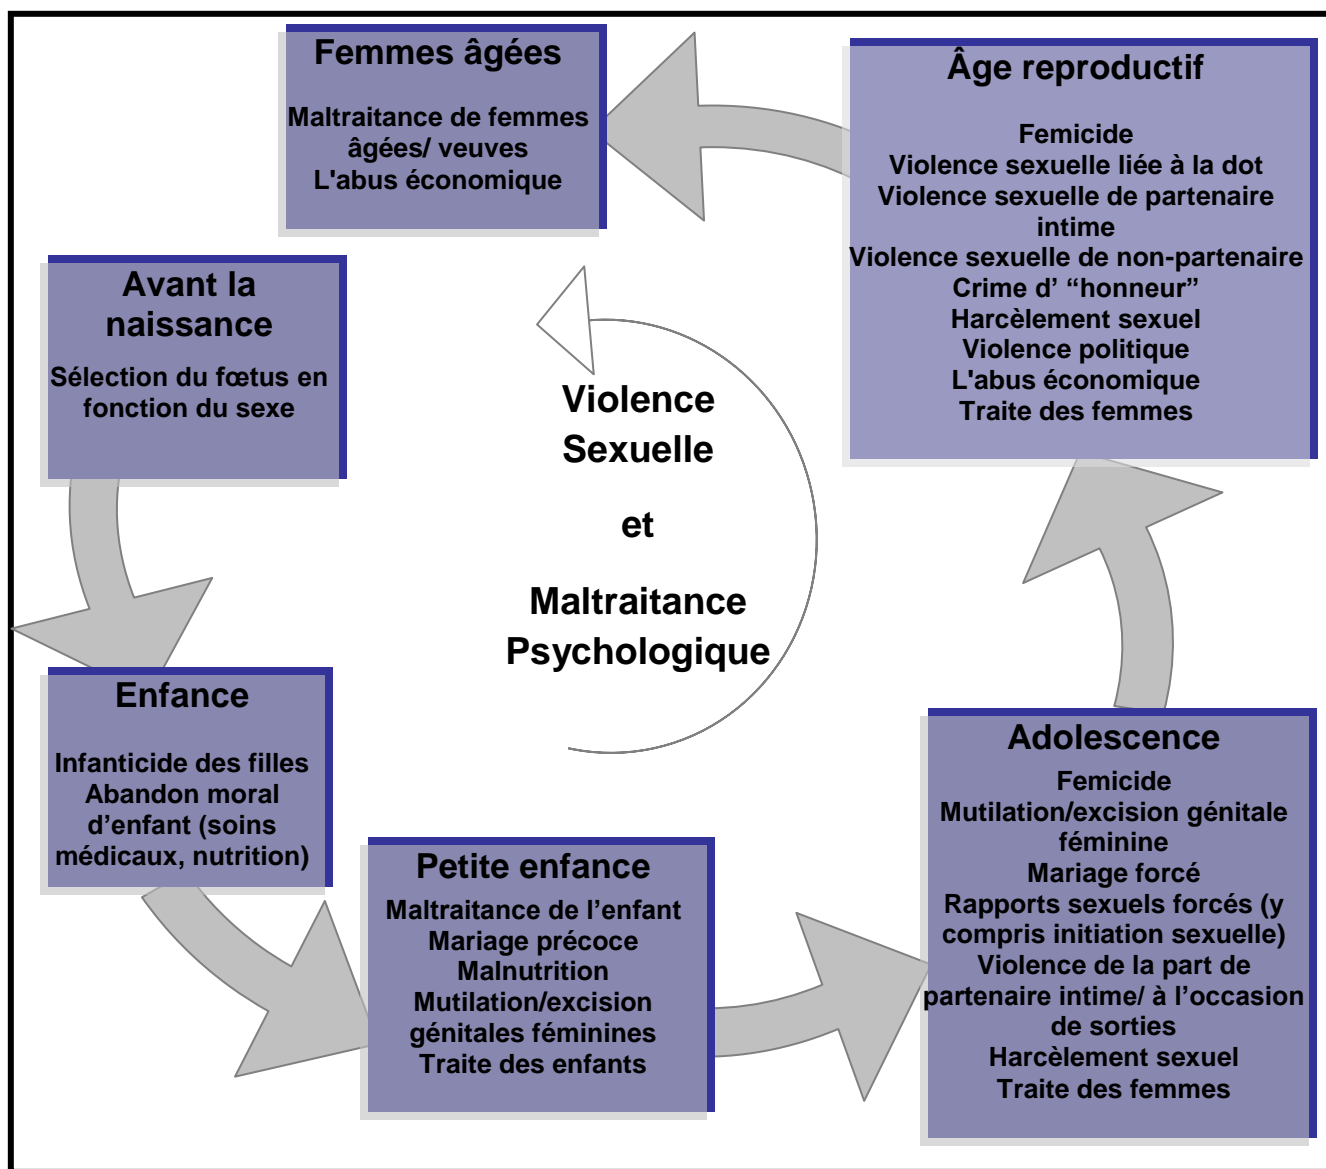 Femmes âgées
Maltraitance de femmes
âgées/ veuves
L'abus économique
Âge reproductif
Femicide
Violence sexuelle liée à la dot
Violence sexuelle de partenaire
intime
Violence sexuelle de non-partenaire
Crime d' “honneur”
Harcèlement sexuel
Violence politique
L'abus économique
Traite des femmes
Avant la
naissance
Sélection du fœtus en
fonction du sexe
Violence
Sexuelle
et
Maltraitance
Psychologique
Enfance
Infanticide des filles
Abandon moral
d’enfant (soins
médicaux, nutrition)
Petite enfance
Maltraitance de l’enfant
Mariage précoce
Malnutrition
Mutilation/excision
génitales féminines
Traite des enfants
Adolescence
Femicide
Mutilation/excision génitale
féminine
Mariage forcé
Rapports sexuels forcés (y
compris initiation sexuelle)
Violence de la part de
partenaire intime/ à l’occasion
de sorties
Harcèlement sexuel
Traite des femmes